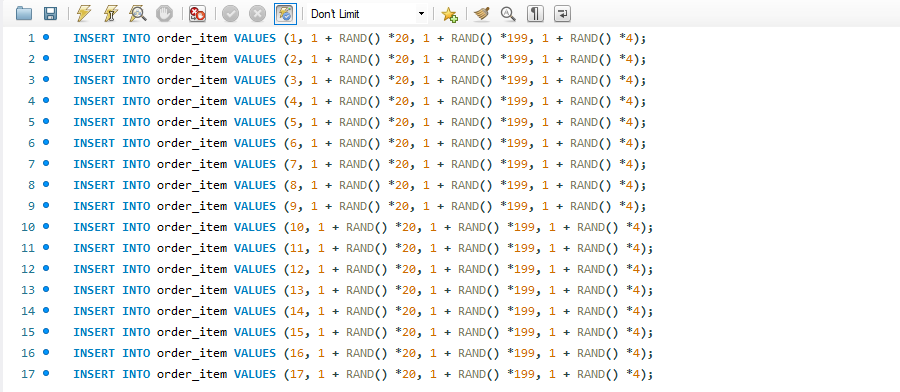 Don't Limit
1 INSERT INTO order_item VALUES (1, 1 + RAND() *20, 1 + RAND() *199, 1 + RAND() *4);
2 INSERT INTO order_item VALUES (2, 1 + RAND() *20, 1 + RAND() *199, 1 + RAND() *4);
3 INSERT INTO order_item VALUES (3, 1 + RAND() *20, 1 + RAND() *199, 1 + RAND() *4);
4 INSERT INTO order_item VALUES (4, 1 + RAND() *20, 1 + RAND() *199, 1 + RAND() *4);
5 INSERT INTO order_item VALUES (5, 1 + RAND() *20, 1 + RAND() *199, 1 + RAND() *4);
6 INSERT INTO order_item VALUES (6, 1 + RAND() *20, 1 + RAND() *199, 1 + RAND() *4);
7 INSERT INTO order_item VALUES (7, 1 + RAND() *20, 1 + RAND() *199, 1 + RAND() *4);
8 INSERT INTO order_item VALUES (8, 1 + RAND() *20, 1 + RAND() *199, 1 + RAND() *4);
9 INSERT INTO order_item VALUES (9, 1 + RAND() *20, 1 + RAND() *199, 1 + RAND() *4);
10 INSERT INTO order_item VALUES (10, 1 + RAND() *20, 1 + RAND() *199, 1 + RAND() *4);
11 INSERT INTO order_item VALUES (11, 1 + RAND() *20, 1 + RAND() *199, 1 + RAND() *4);
12 INSERT INTO order_item VALUES (12, 1 + RAND() *20, 1 + RAND() *199, 1 + RAND() *4);
13 INSERT INTO order_item VALUES (13, 1 + RAND() *20, 1 + RAND() *199, 1 + RAND() *4);
14 INSERT INTO order_item VALUES (14, 1 + RAND() *20, 1 + RAND() *199, 1 + RAND() *4);
15 INSERT INTO order_item VALUES (15, 1 + RAND() *20, 1 + RAND() *199, 1 + RAND() *4);
16 INSERT INTO order_item VALUES (16, 1 + RAND() *20, 1 + RAND() *199, 1 + RAND() *4);
17 INSERT INTO order_item VALUES (17, 1 + RAND() *20, 1 + RAND() *199, 1 + RAND() *4);